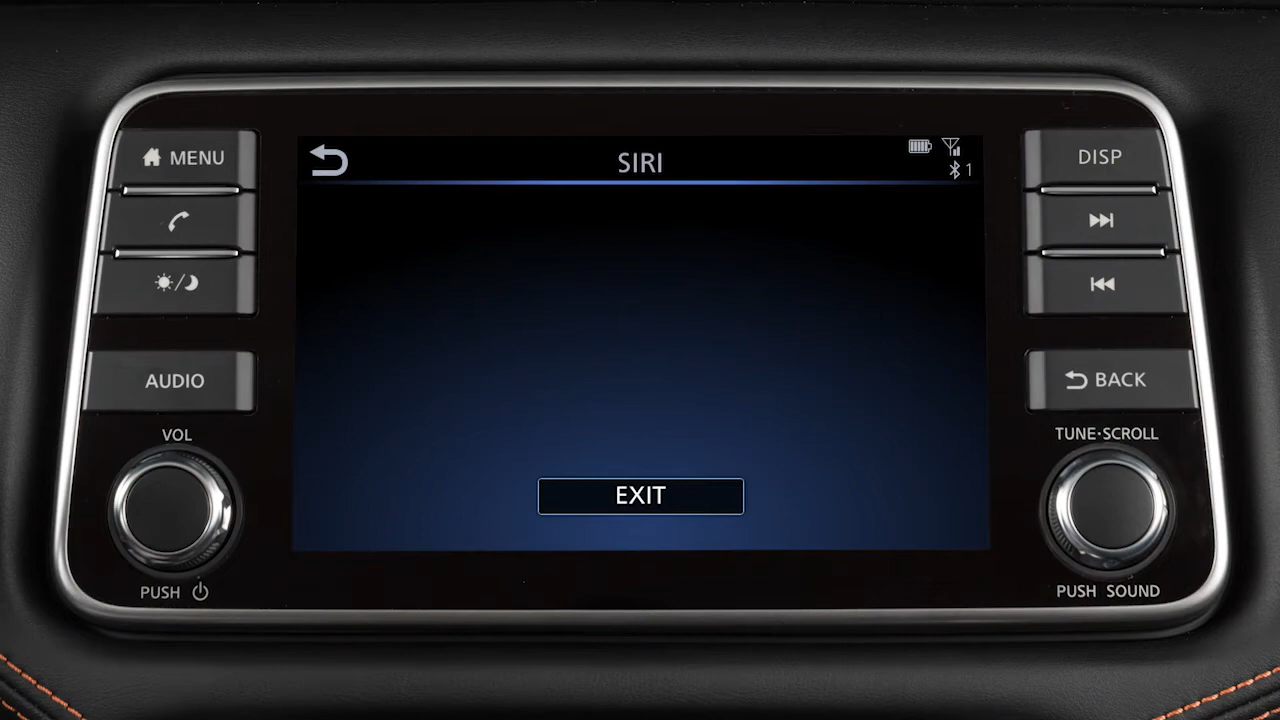 MENU
AUDIO
VOL
PUSH
SIRI
1
EXIT
DISP
BACK
TUNE·SCROLL
PUSH SOUND